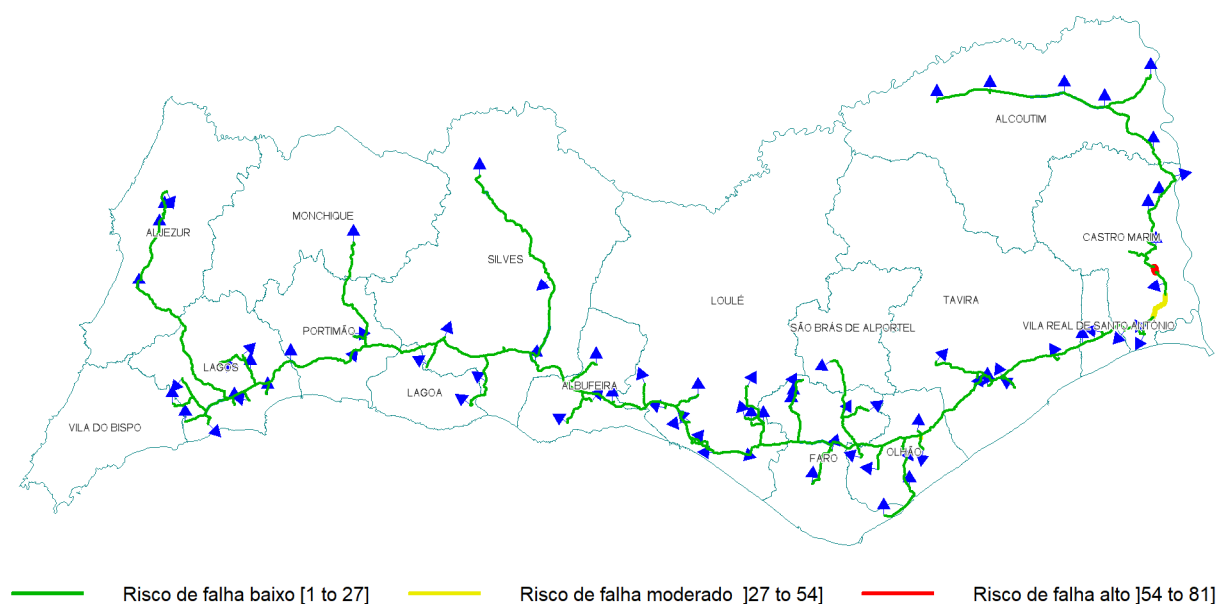 ALCOUTIM
MONCHIQUE
ALJEZUR
CASTRO MARIM
SILVES
LOULÉ
TAVIRA
PORTIMÃO
SÃO BRÁS DE ALPORTEL
VILA REAL DE SANTO ANTÓNIO
LAGOS
ALBUFEIRA
LAGOA
VILA DO BISPO
OLHÃO
FARO
Risco de falha baixo [1 to 27]
Risco de falha moderado ]27 to 54]
Risco de falha alto ]54 to 81]